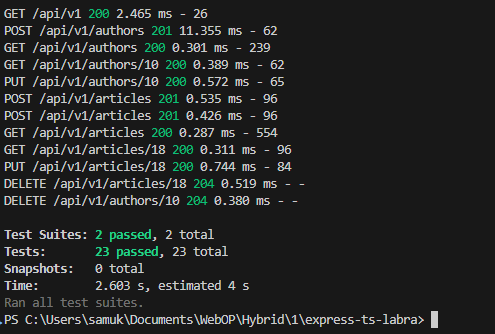 GET /api/v1 200 2.465 ms - 26
POST /api/v1/authors 201 11.355 ms - 62
GET /api/v1/authors 200 0.301 ms - 239
GET /api/v1/authors/10 200 0.389 ms - 62
PUT /api/v1/authors/10 200 0.572 ms - 65
POST /api/v1/articles 201 0.535 ms - 96
POST /api/v1/articles 201 0.426 ms - 96
GET /api/v1/articles 200 0.287 ms - 554
GET /api/v1/articles/18 200 0.311 ms - 96
PUT /api/v1/articles/18 200 0.744 ms - 84
DELETE /api/v1/articles/18 204 0.519 ms - -
DELETE /api/v1/authors/10 204 0.380 ms - -
Test Suites: 2 passed, 2 total
Tests: 23 passed, 23 total
Snapshots: 0 total
Time: 2.603 s, estimated 4 s
Ran all test suites.
PS C:\Users\samuk\Documents\WebOP\Hybrid\1\express-ts-labra>